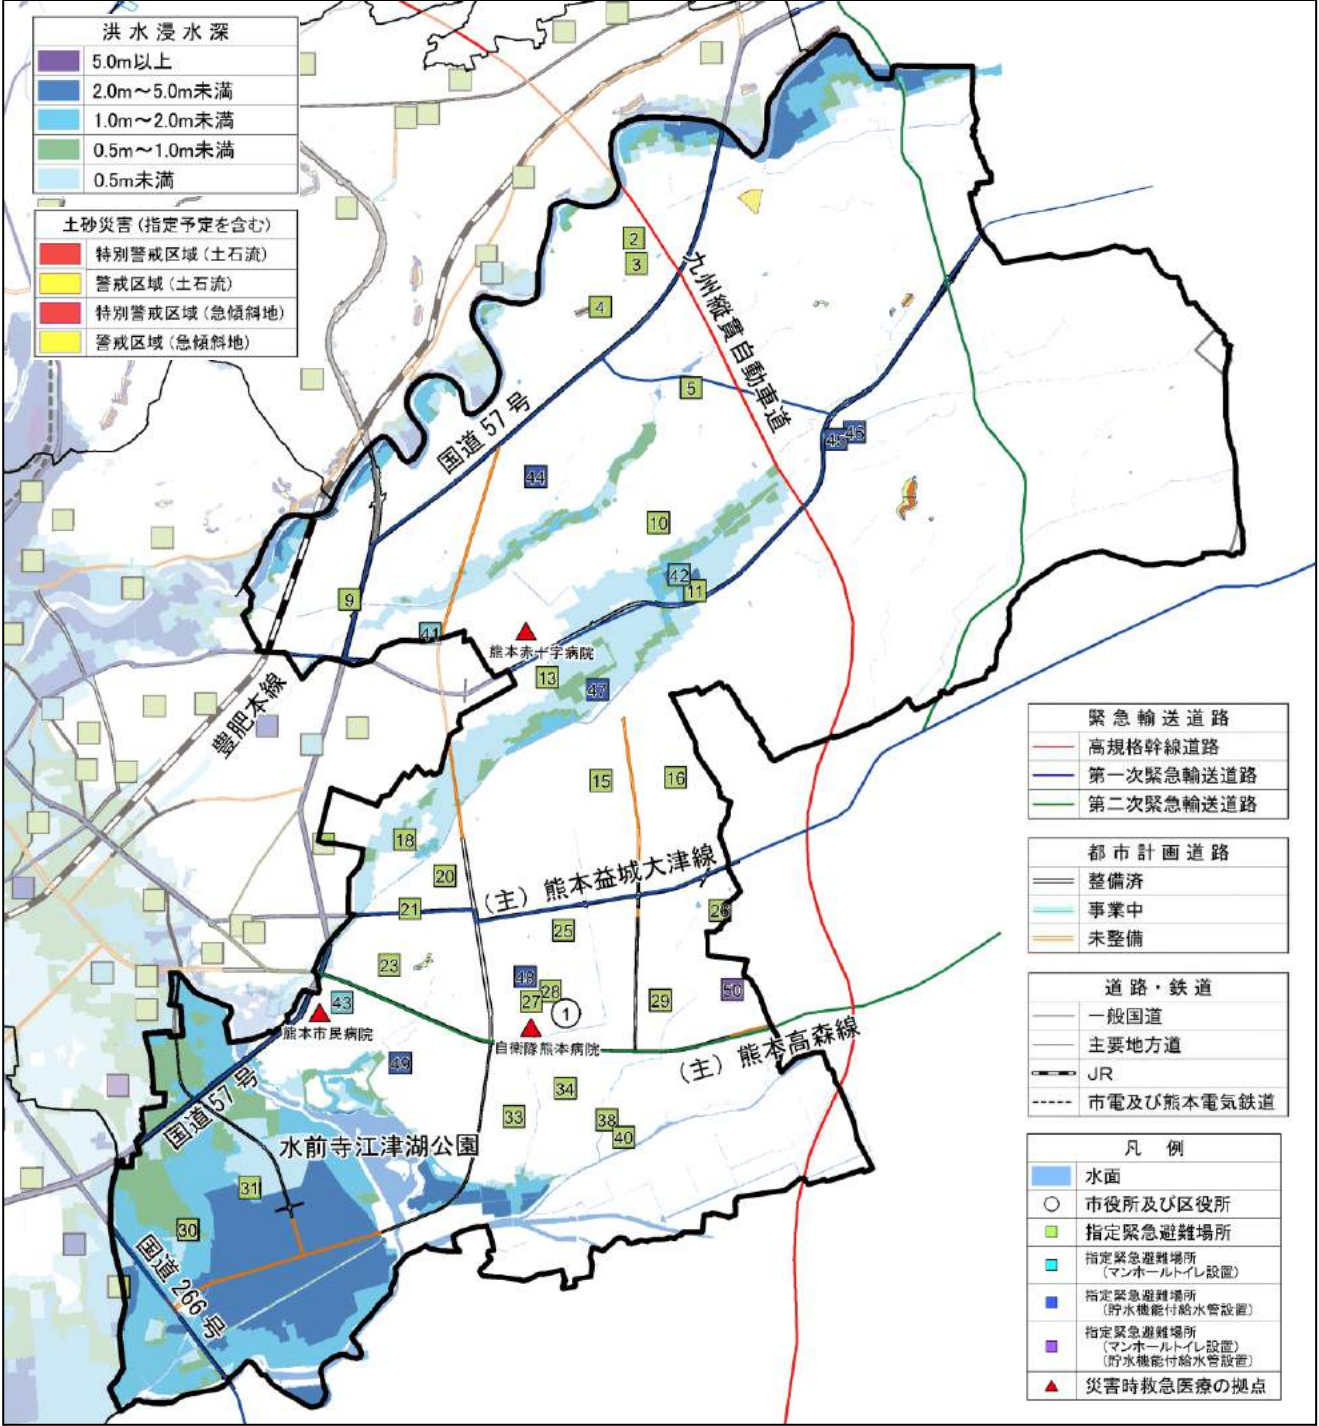 洪水浸水深
5.0m以上
2.0m～5.0m未満
1.0m～2.0m未満
0.5m～1.0m未満
0.5m未満
土砂災害(指定予定を含む)
特別警戒区域(土石流)
警戒区域(土石流)
特別警戒区域(急傾斜地)
警戒区域(急傾斜地)
2
3
九州縦貫自動車道
4
5
国道57号
45
46
44
10
42
11
9
41
熊本赤十字病院
13
47
豊肥本線
15
16
18
20
(主)熊本益城大津線
21
26
25
23
48
28
27
1
29
50
43
熊本市民病院
自衛隊熊本病院
(主)熊本高森線
49
34
国道57号
33
38
40
水前寺江津湖公園
31
30
国道266号
緊急輸送道路
高規格幹線道路
第一次緊急輸送道路
第二次緊急輸送道路
都市計画道路
整備済
事業中
未整備
道路・鉄道
一般国道
主要地方道
JR
市電及び熊本電気鉄道
凡例
水面
市役所及び区役所
指定緊急避難場所
指定緊急避難場所
(マンホールトイレ設置)
指定緊急避難場所
(貯水機能付給水管設置)
指定緊急避難場所
(マンホールトイレ設置)
(貯水機能付給水管設置)
災害時救急医療の拠点